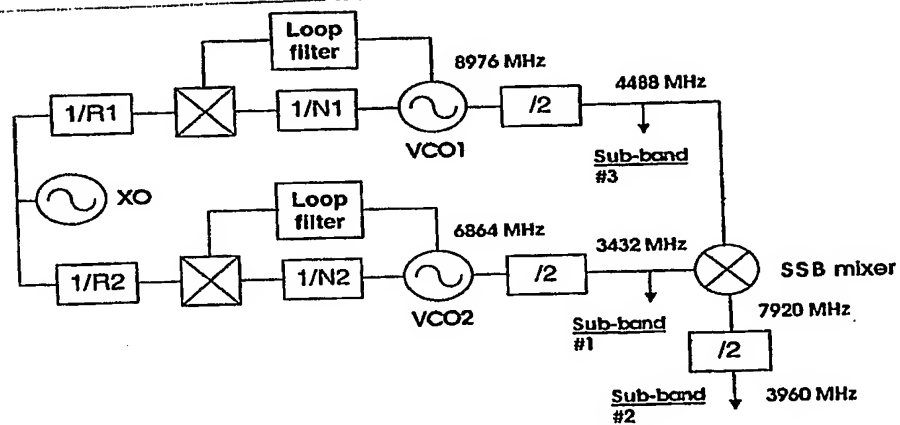 Loop
filter
8976 MHz
4488 MHz
1/R1
1/N1
/2
VCO1
Sub-band
#3
XO
Loop
filter
6864 MHz
3432 MHz
1/R2
1/N2
/2
SSB mixer
VCO2
Sub-band
#1
7920 MHz
/2
Sub-band
#2
3960 MHz